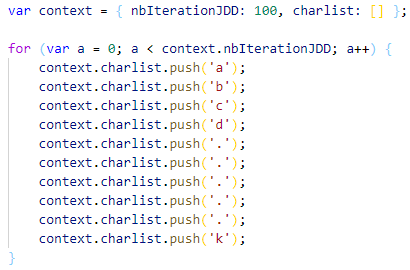 var context = { nbIterationJDD: 100, charlist: [] };
for (var a = 0; a < context.nbIterationJDD; a++) {
context.charlist.push('a');
context.charlist.push('b');
context.charlist.push('c');
context.charlist.push('d');
context.charlist.push('.');
context.charlist.push('.');
context.charlist.push('.');
context.charlist.push('.');
context.charlist.push('.');
context.charlist.push('k');
}